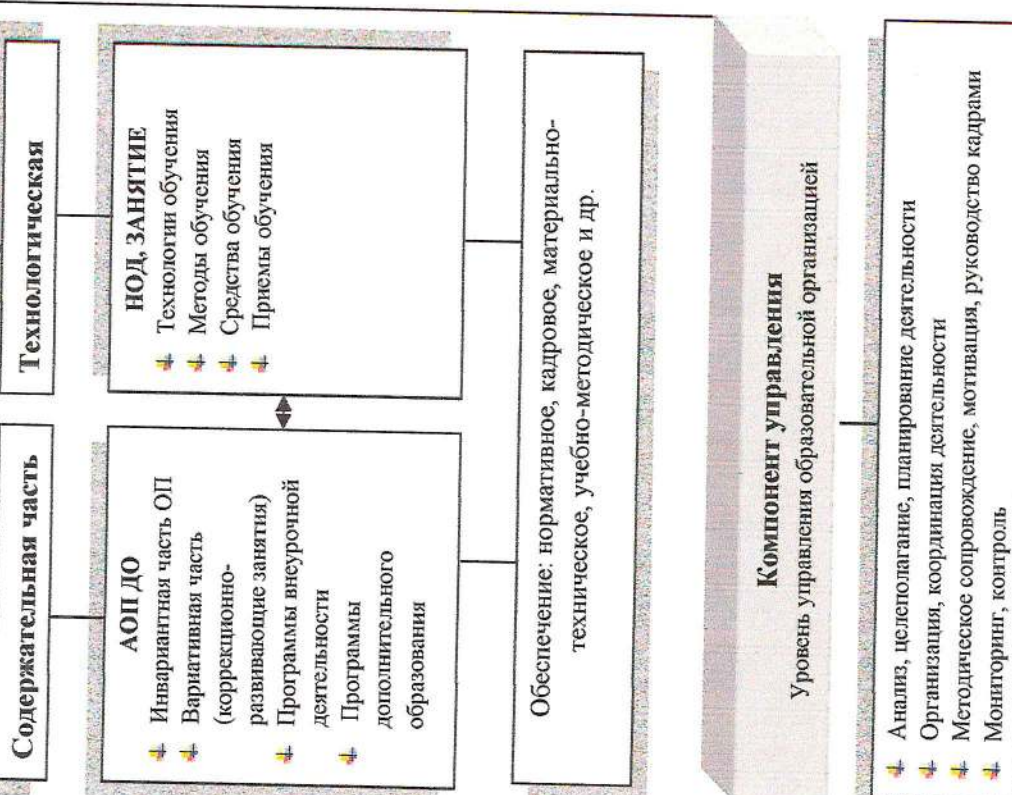 Содержательная часть
Технологическая
АОП ДО
Инвариантная часть ОП
Вариативная часть
(коррекционно-
развивающие занятия)
Программы внеурочной
деятельности
Программы
дополнительного
образования
НОД, ЗАНЯТИЕ
Технологии обучения
Методы обучения
Средства обучения
Приемы обучения
Обеспечение: нормативное, кадровое, материально-
техническое, учебно-методическое и др.
Компонент управления
Уровень управления образовательной организацией
Анализ, целеполагание, планирование деятельности
Организация, координация деятельности
Методическое сопровождение, мотивация, руководство кадрами
Мониторинг, контроль